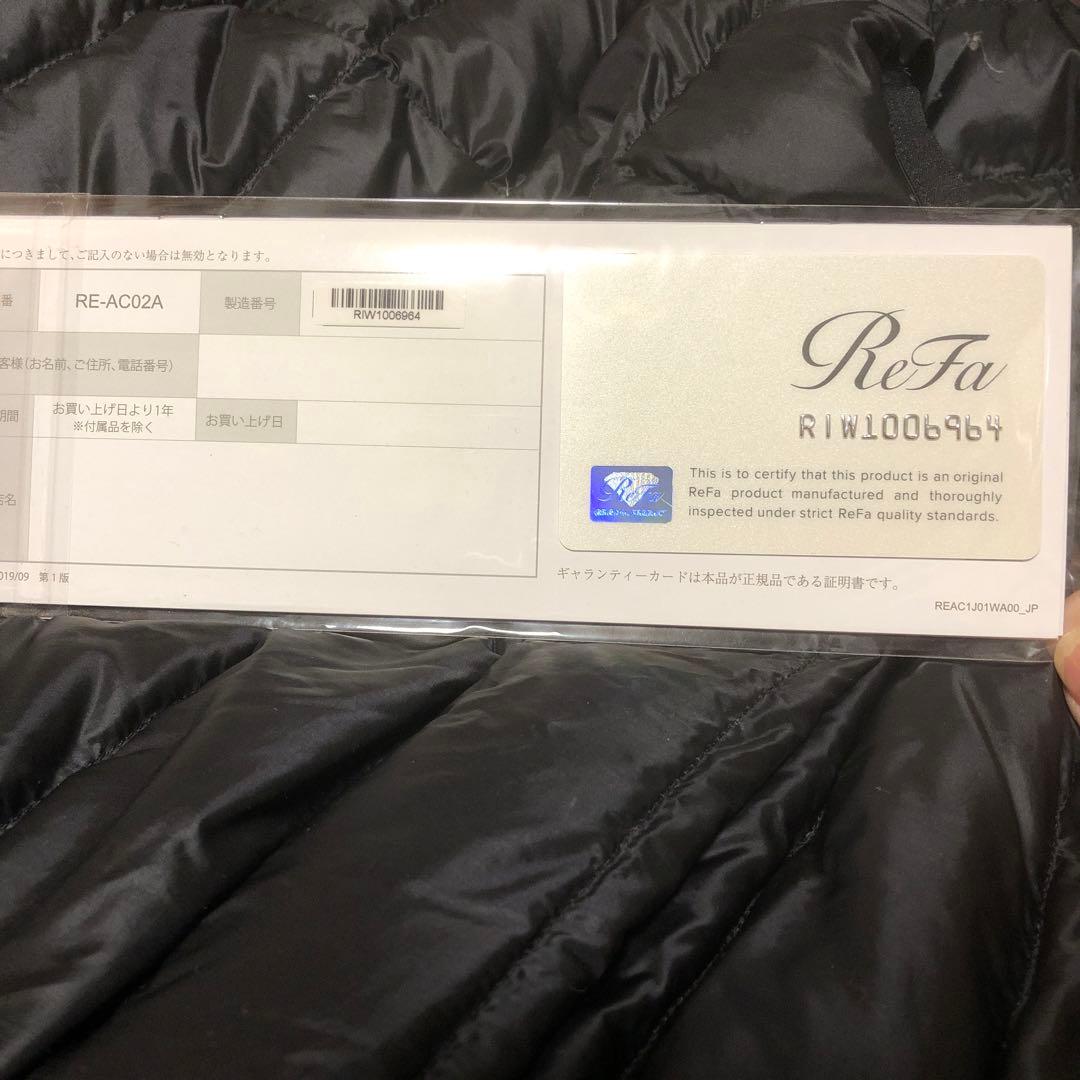 につきまして、ご記入のない場合は無効となります。
番
RE-AC02A
製造番号
RIW1006964
客様(お名前、ご住所、電話番号)
期間
お買い上げ日より1年
※付属品を除く
お買い上げ日
店名
019/09 第1版
ReFa
RIW1006964
ReFa
This is to certify that this product is an original
ReFa product manufactured and thoroughly
inspected under strict ReFa quality standards.
ギャランティーカードは本品が正規品である証明書です。
REAC1J01WA00_JP